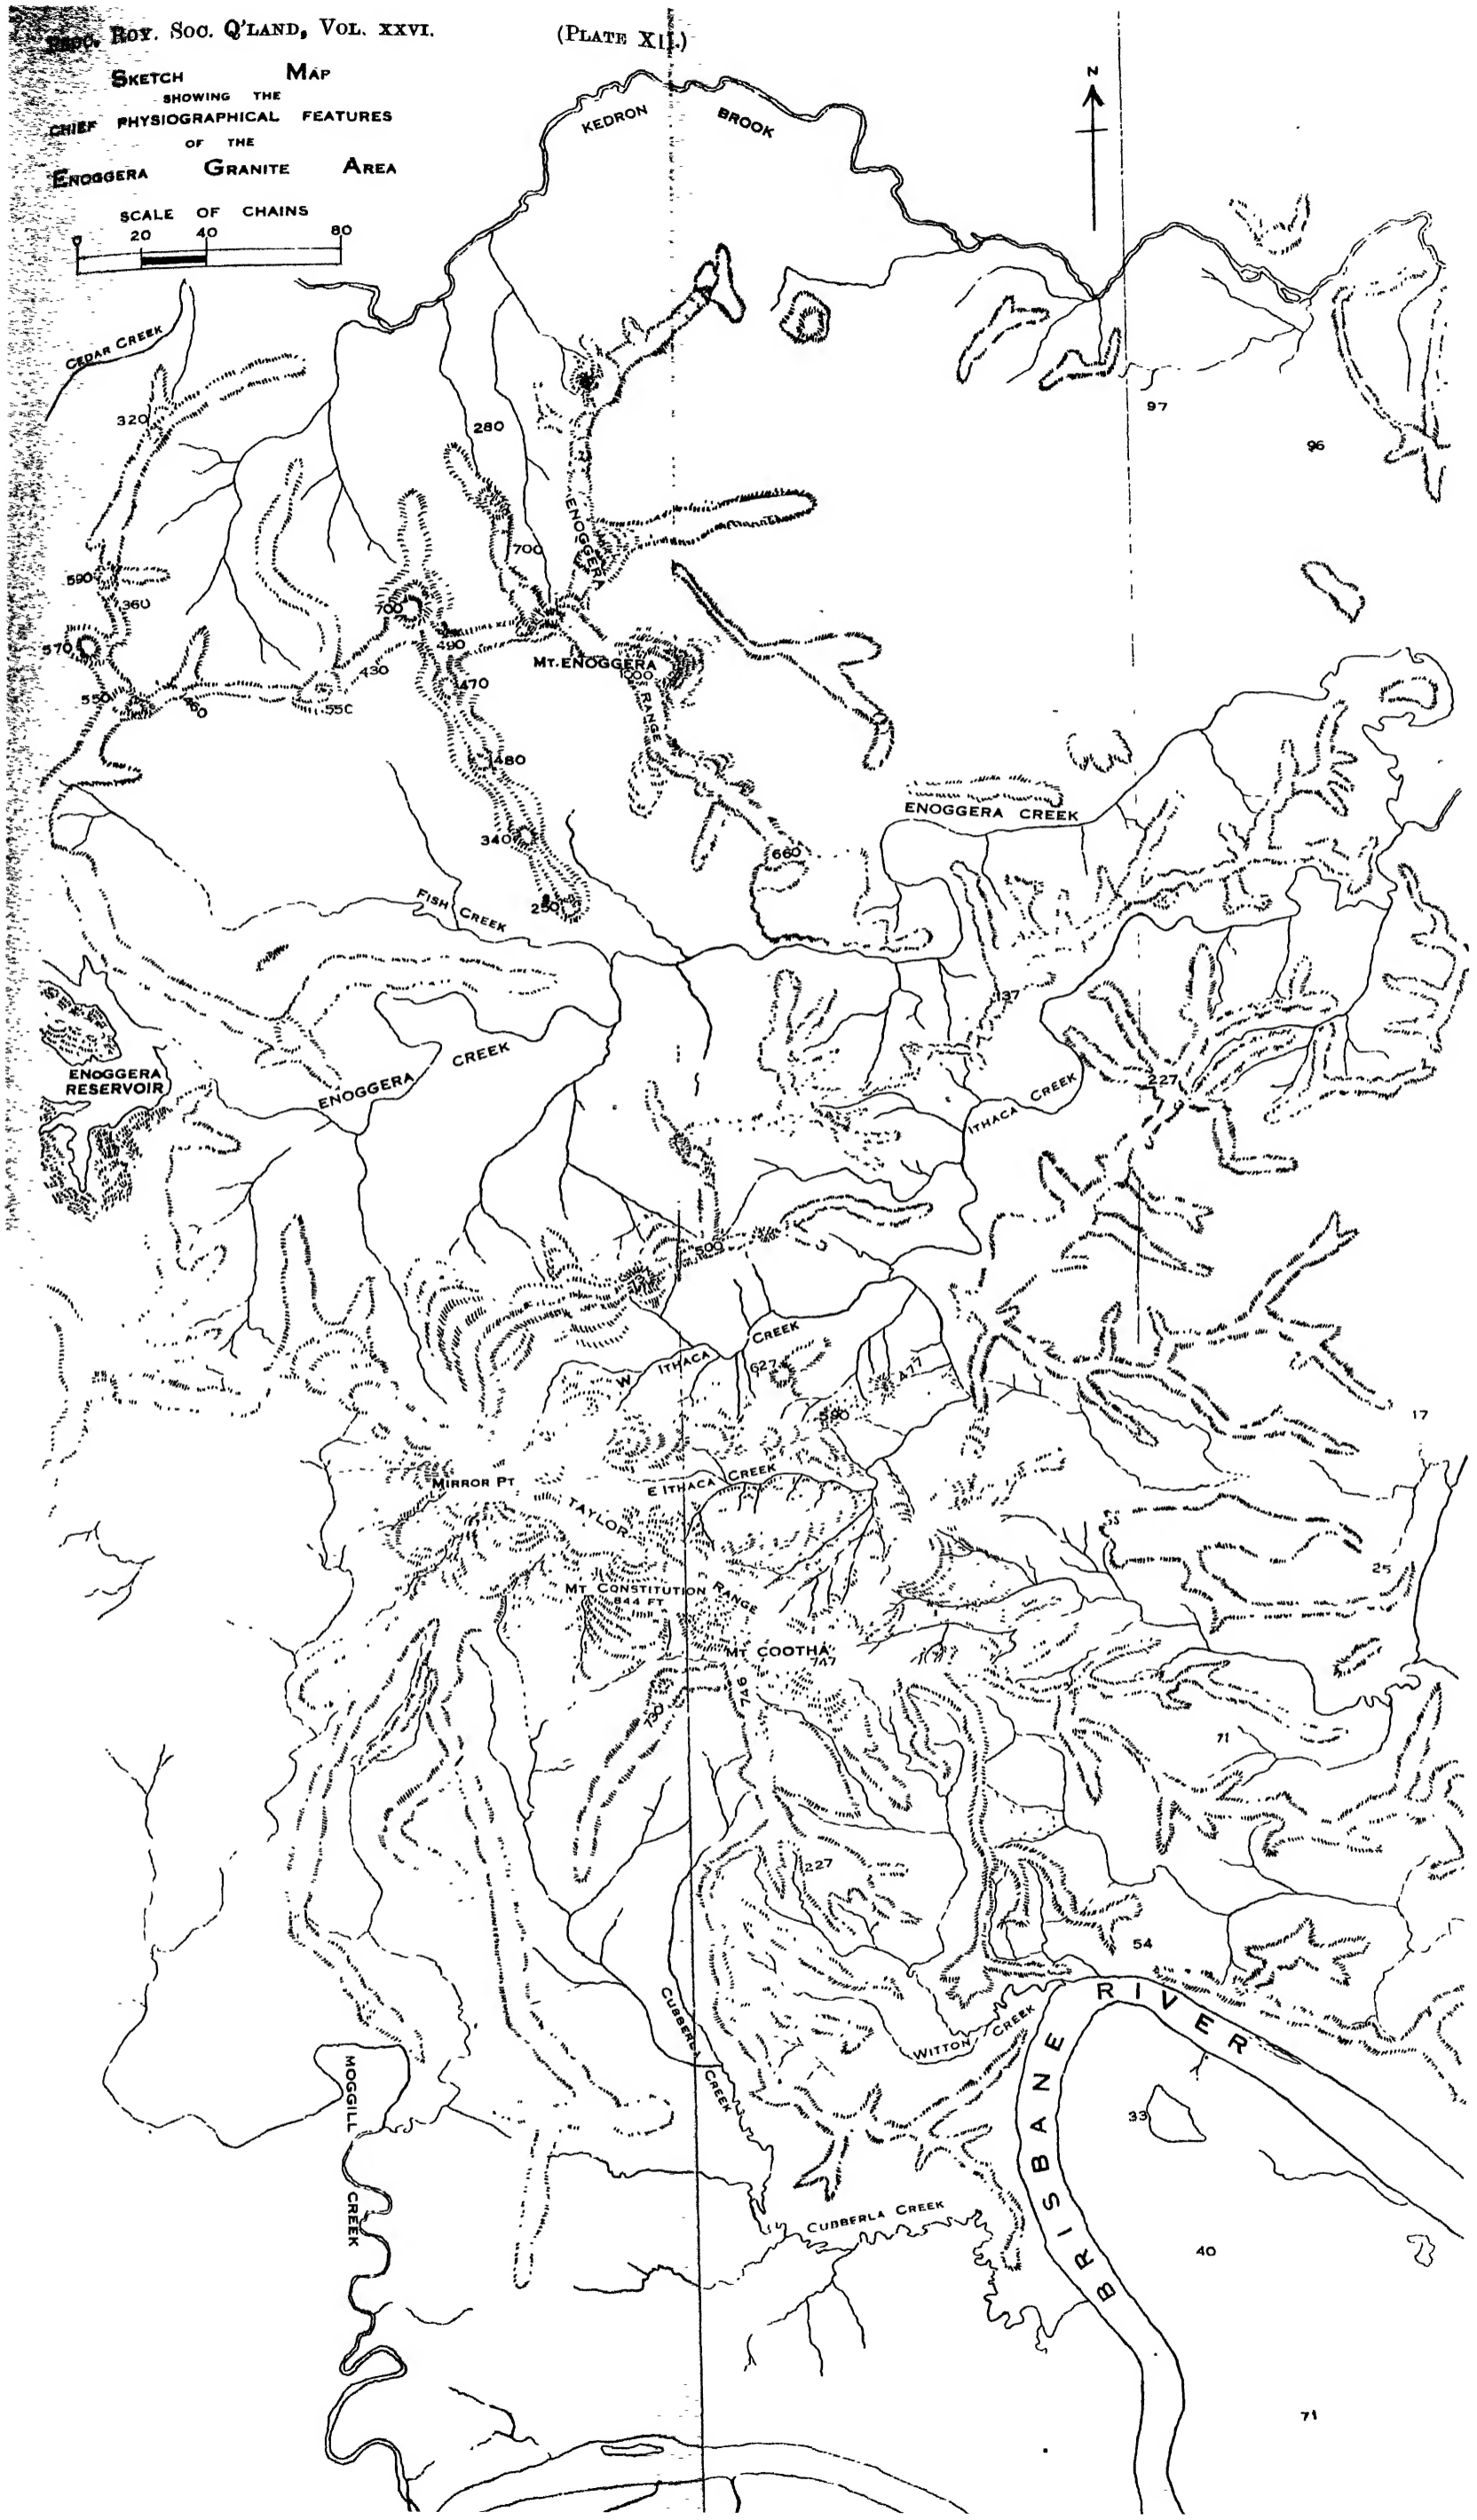 Roy. Soc. Q'land, Vol. xxvi.
(Plate XII.)
Sketch Map
showing the
chief physiographical features
of the
Enoggera Granite Area
scale of chains
0 20 40 80
N
KEDRON BROOK
CEDAR CREEK
320
280
97
96
ENOGGERA
700
590
360
700
570
490
430
Mt. ENOGGERA
1000
RANGE
470
550
550
480
ENOGGERA CREEK
340
660
250
FISH CREEK
137
ENOGGERA CREEK
ENOGGERA
RESERVOIR
227
ITHACA CREEK
500
W ITHACA CREEK
627
477
590
17
Mirror Pt
E Ithaca Creek
TAYLOR RANGE
25
Mt Constitution
844 FT
Mt Cootha
747
746
730
71
227
54
CUBBERLA CREEK
WITTON CREEK
BRISBANE RIVER
MOGGILL CREEK
33
Cubberla Creek
40
71